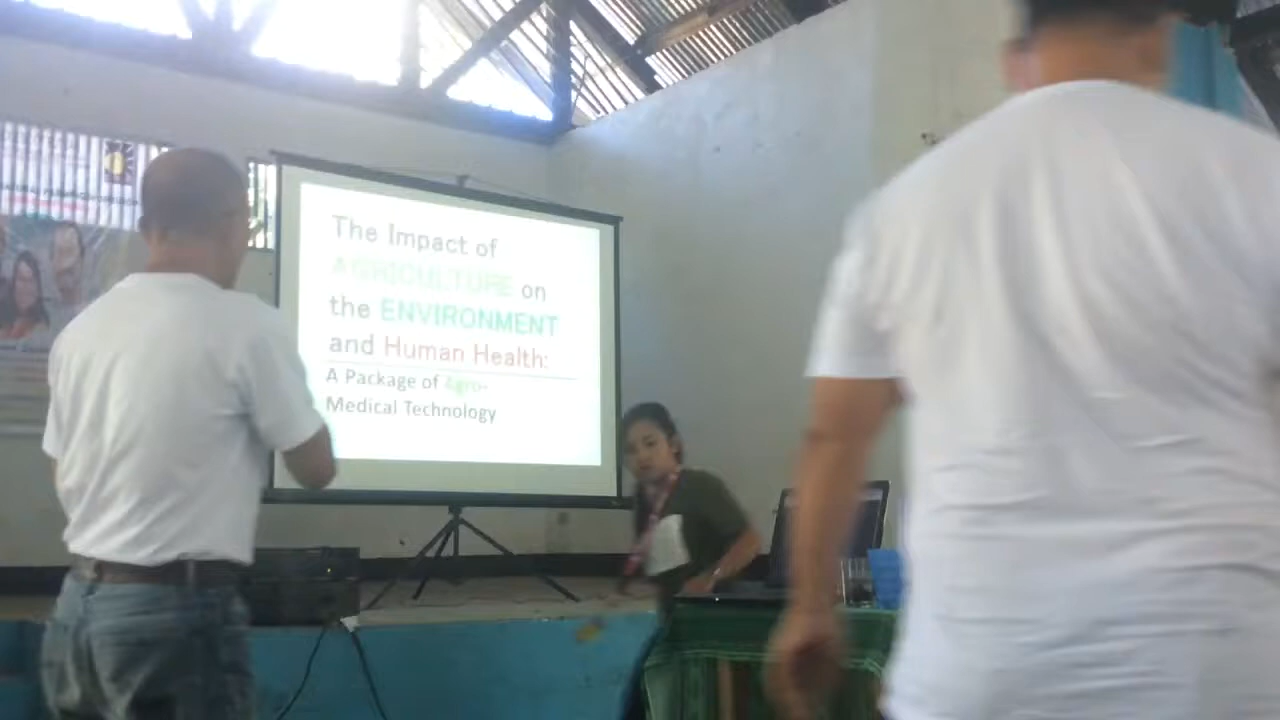 The Impact of
AGRICULTURE on
the ENVIRONMENT
and Human Health:
A Package of Agro-
Medical Technology